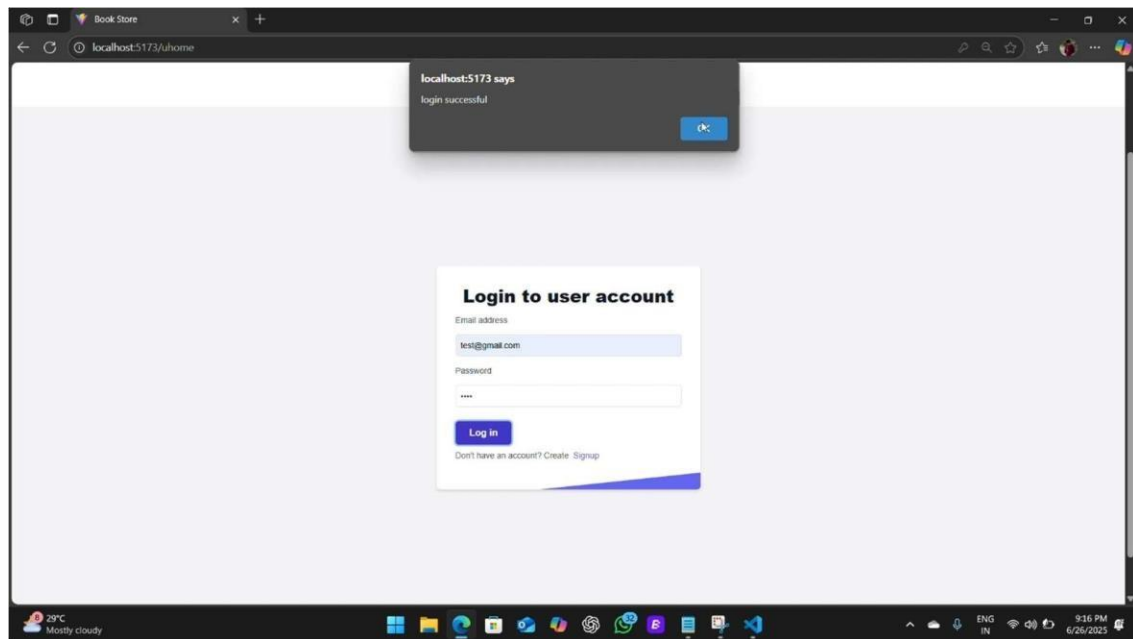 Book Store
localhost:5173/uhome
localhost:5173 says
login successful
Login to user account
Email address
test@gmail.com
Password
••••
Log in
Don't have an account? Create Signup
29°C
Mostly cloudy
ENG
IN
9:16 PM
6/26/2025